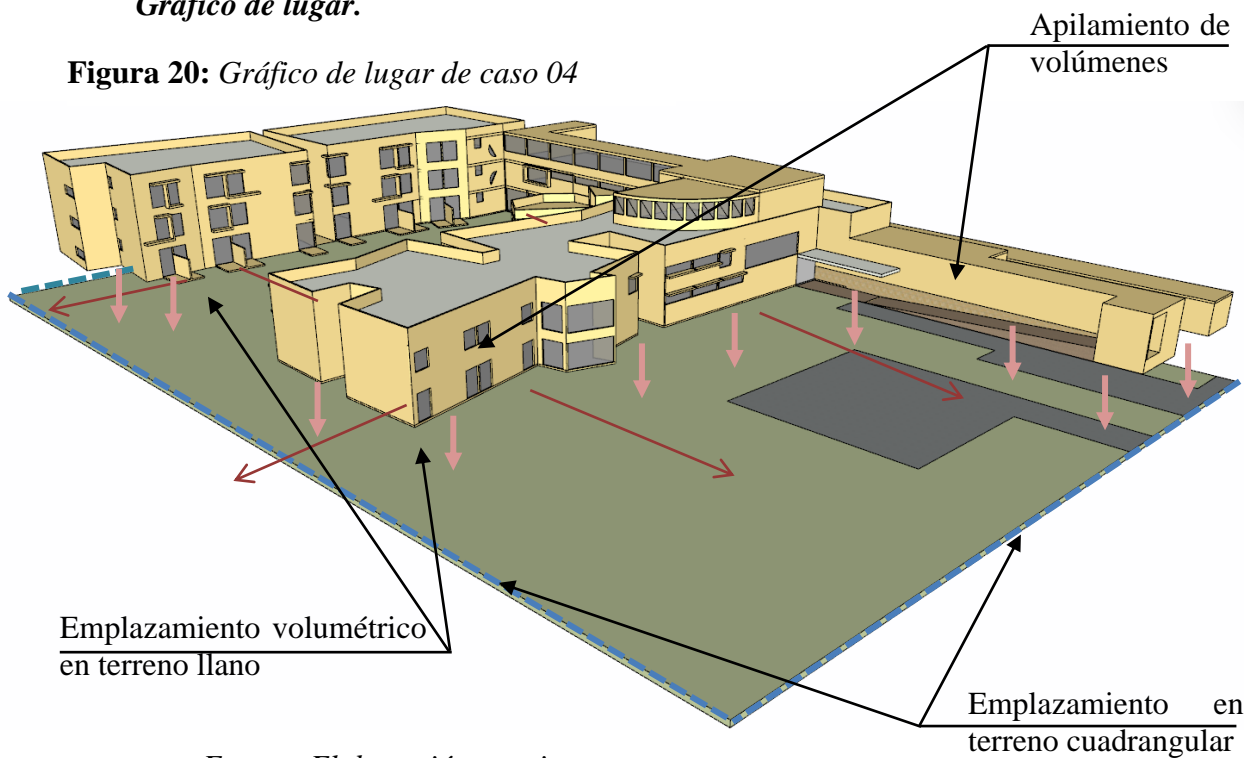 Gráfico de lugar.
Apilamiento de
volúmenes
Figura 20: Gráfico de lugar de caso 04
Emplazamiento volumétrico
en terreno llano
Emplazamiento en
terreno cuadrangular